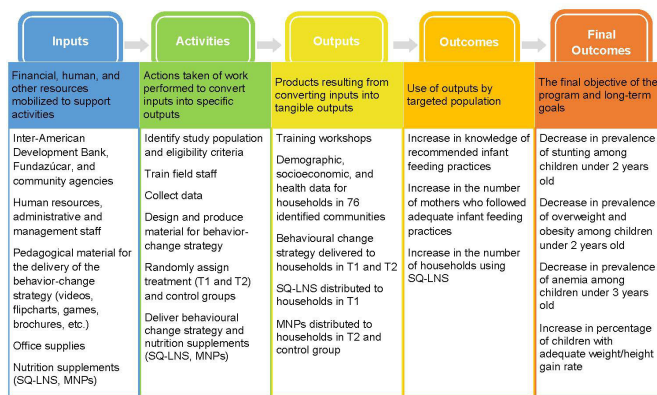 Inputs
Financial, human, and
other resources
mobilized to support
activities
Inter-American
Development Bank,
Fundazúcar, and
community agencies
Human resources,
administrative and
management staff
Pedagogical material for
the delivery of the
behavior-change
strategy (videos,
flipcharts, games,
brochures, etc.)
Office supplies
Nutrition supplements
(SQ-LNS, MNPs)
Activities
Actions taken of work
performed to convert
inputs into specific
outputs
Identify study population
and eligibility criteria
Train field staff
Collect data
Design and produce
material for behavior-
change strategy
Randomly assign
treatment (T1 and T2)
and control groups
Deliver behavioural
change strategy and
nutrition supplements
(SQ-LNS, MNPs)
Outputs
Products resulting from
converting inputs into
tangible outputs
Training workshops
Demographic,
socioeconomic, and
health data for
households in 76
identified communities
Behavioural change
strategy delivered to
households in T1 and T2
SQ-LNS distributed to
households in T1
MNPs distributed to
households in T2 and
control group
Outcomes
Use of outputs by
targeted population
Increase in knowledge of
recommended infant
feeding practices
Increase in the number
of mothers who followed
adequate infant feeding
practices
Increase in the number
of households using
SQ-LNS
Final
Outcomes
The final objective of the
program and long-term
goals
Decrease in prevalence
of stunting among
children under 2 years
old
Decrease in prevalence
of overweight and
obesity among children
under 2 years old
Decrease in prevalence
of anemia among
children under 3 years
old
Increase in percentage of
children with
adequate weight/height
gain rate